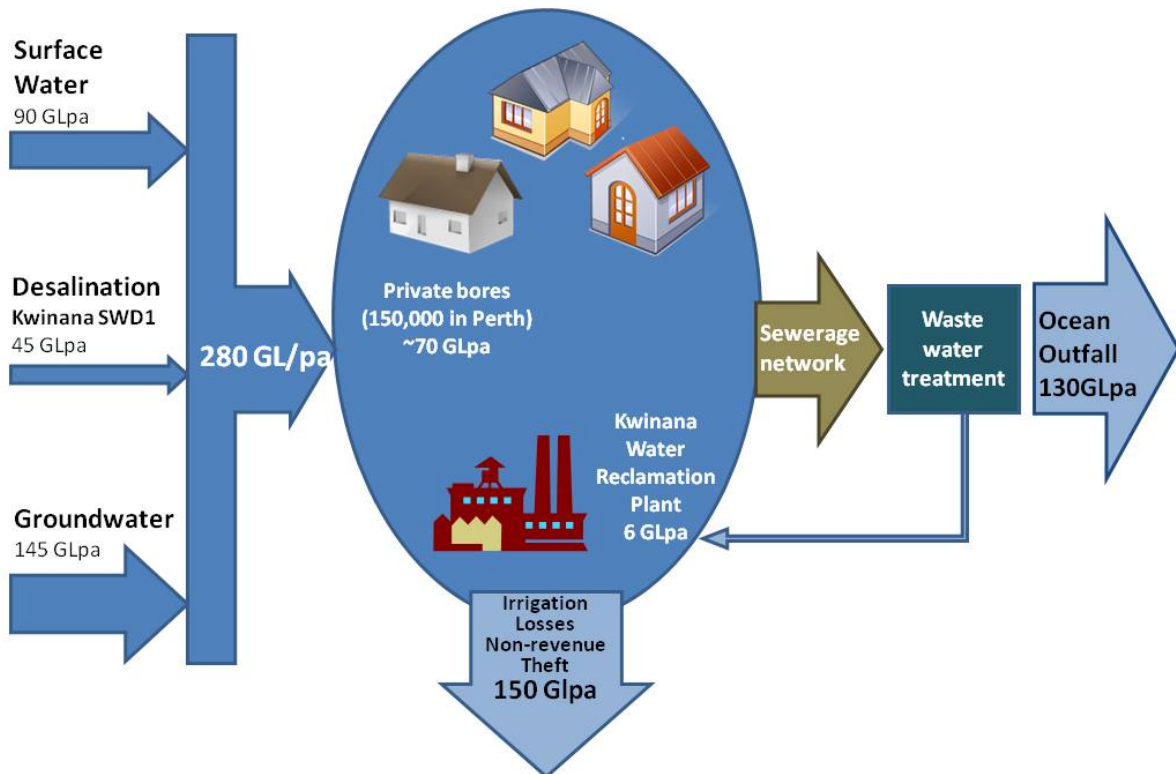 Surface
Water
90 GLpa
Desalination
Kwinana SWD1
45 GLpa
Groundwater
145 GLpa
280 GL/pa
Private bores
(150,000 in Perth)
~70 GLpa
Kwinana
Water
Reclamation
Plant
6 GLpa
Irrigation
Losses
Non-revenue
Theft
150 Glpa
Sewerage
network
Waste
water
treatment
Ocean
Outfall
130GLpa